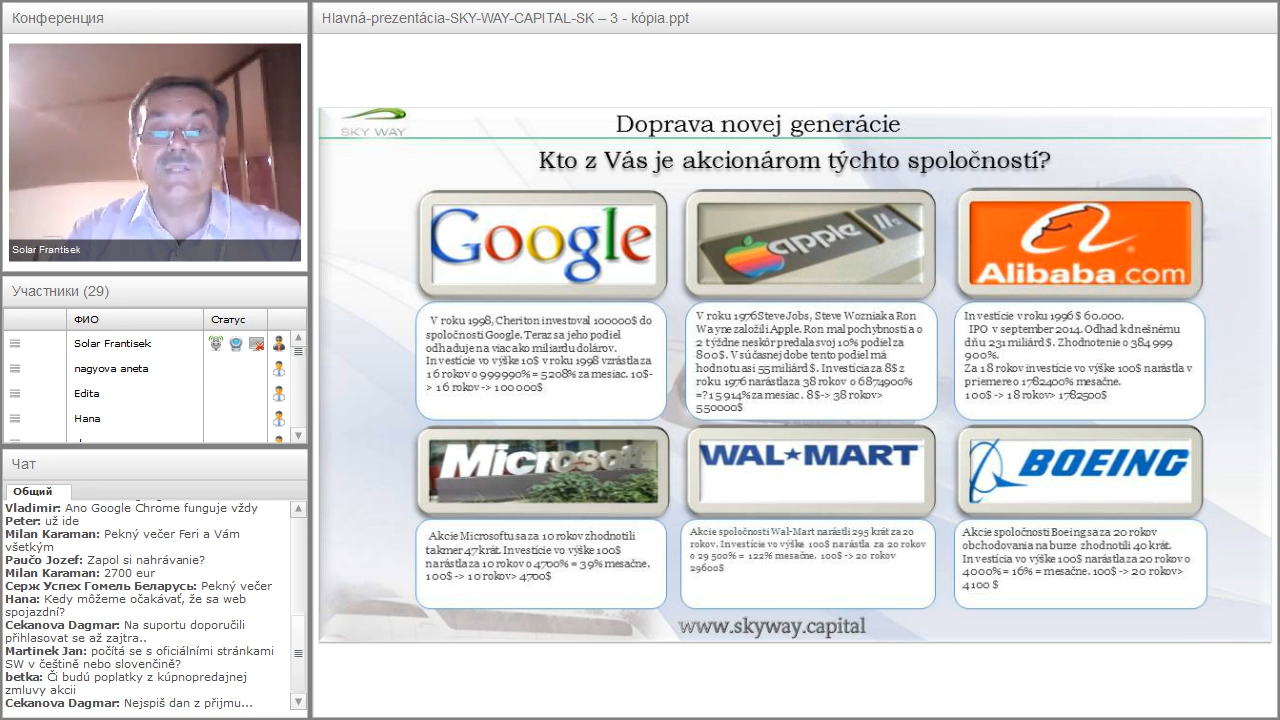 Конференция
Solar Frantisek
Участники (29)
ФИО
Статус
Solar Frantisek
nagyova aneta
Edita
Hana
Чат
Общий
Vladimir: Ano Google Chrome funguje vždy
Peter: už ide
Milan Karaman: Pekný večer Feri a Vám
všetkým
Paučo Jozef: Zapol si nahrávanie?
Milan Karaman: 2700 eur
Серж Успех Гомель Беларусь: Pekný večer
Hana: Kedy môžeme očakávať, že sa web
spojazdní?
Cekanova Dagmar: Na suportu doporučili
přihlasovat se až zajtra..
Martinek Jan: počítá se s oficiálními stránkami
SW v češtině nebo slovenčině?
betka: Či budú poplatky z kúpnopredajnej
zmluvy akcii
Cekanova Dagmar: Nejspiš dan z přijmu...
Hlavná-prezentácia-SKY-WAY-CAPITAL-SK – 3 - kópia.ppt
SKY WAY
Doprava novej generácie
Kto z Vás je akcionárom týchto spoločností?
Google
V roku 1998, Cheriton investoval 100000$ do
spoločnosti Google. Teraz sa jeho podiel
odhaduje na viac ako miliardu dolárov.
Investície vo výške 10$ v roku 1998 vzrástla za
16 rokov o 999990% = 5208% za mesiac. 10$-
> 16 rokov -> 100000$
apple
V roku 1976 Steve Jobs, Steve Wozniak a Ron
Wayne založili Apple. Ron mal pochybnosti a o
2 týždne neskôr predala svoj 10% podiel za
800$. V súčasnej dobe tento podiel má
hodnotu asi 55 miliárd $. Investícia za 8$ z
roku 1976 narástla za 38 rokov o 6874900%
=?15 914% za mesiac. 8$-> 38 rokov>
550000$
Alibaba.com
Investície v roku 1996 $ 60.000.
IPO v september 2014. Odhad k dnešnému
dňu 231 miliárd $. Zhodnotenie o 384 999
900%.
Za 18 rokov investície vo výške 100$ narástla v
priemere o 1782400% mesačne.
100$ -> 18 rokov> 1782500$
Microsoft
Akcie Microsoftu sa za 10 rokov zhodnotili
takmer 47 krát. Investície vo výške 100$
narástla za 10 rokov o 4700% = 39% mesačne.
100$ -> 10 rokov> 4700$
WAL★MART
Akcie spoločnosti Wal-Mart narástli 295 krát za 20
rokov. Investície vo výške 100$ narástla za 20 rokov
o 29 500% = 122% mesačne. 100$ -> 20 rokov
29600$
BOEING
Akcie spoločnosti Boeing sa za 20 rokov
obchodovania na burze zhodnotili 40 krát.
Investícia vo výške 100$ narástla za 20 rokov o
4000% = 16% = mesačne. 100$ -> 20 rokov>
4100 $
www.skyway.capital